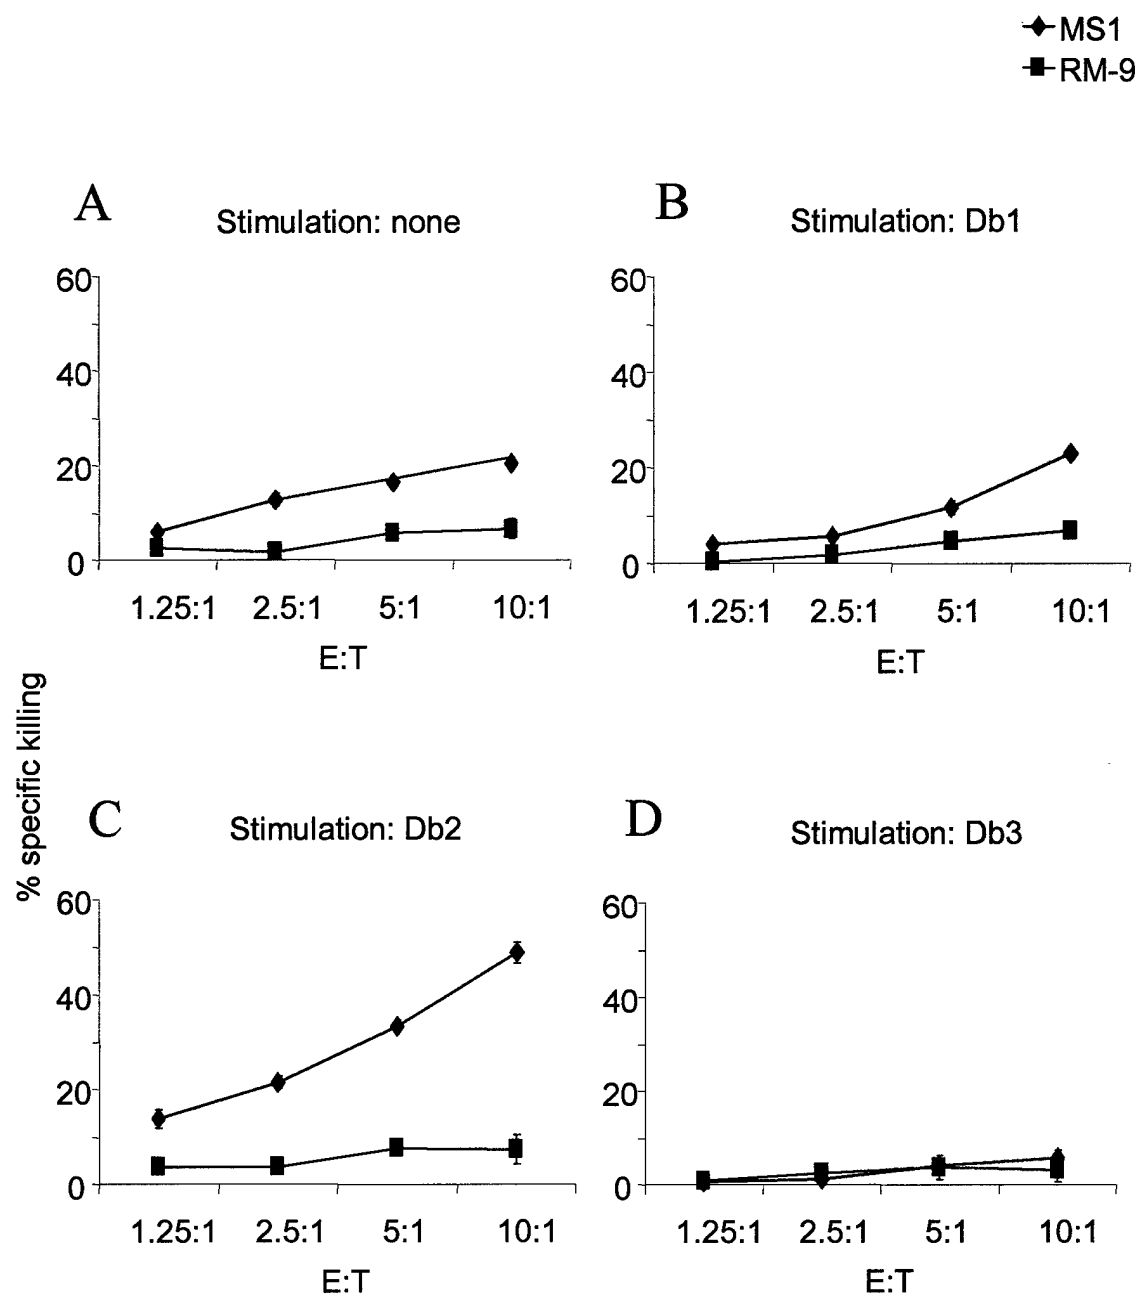 MS1
RM-9
A
Stimulation: none
60
40
20
0
1.25:1 2.5:1 5:1 10:1
E:T
B
Stimulation: Db1
60
40
20
0
1.25:1 2.5:1 5:1 10:1
E:T
% specific killing
C
Stimulation: Db2
60
40
20
0
1.25:1 2.5:1 5:1 10:1
E:T
D
Stimulation: Db3
60
40
20
0
1.25:1 2.5:1 5:1 10:1
E:T